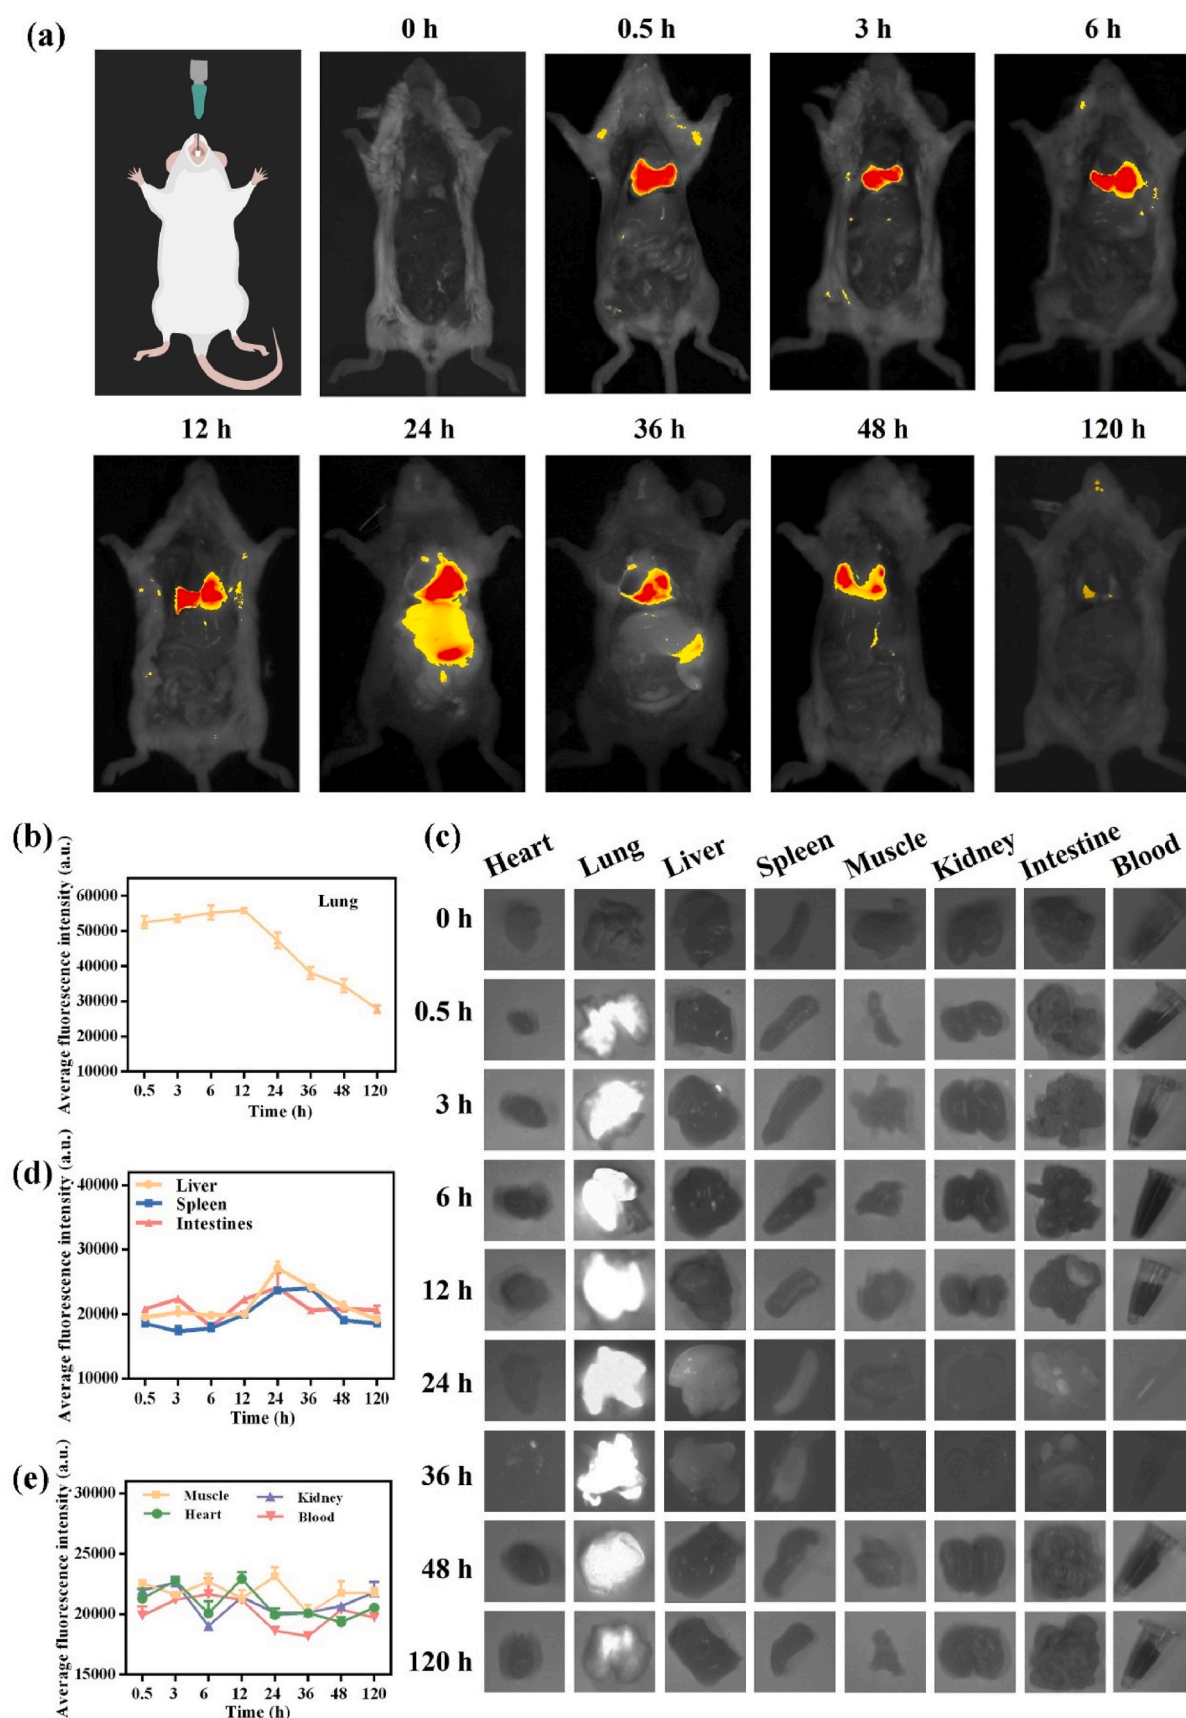 (a)
0 h
0.5 h
3 h
6 h
12 h
24 h
36 h
48 h
120 h
(b)
Average fluorescence intensity (a.u.)
60000
50000
40000
30000
20000
10000
Lung
0.5 3 6 12 24 36 48 120
Time (h)
(c)
Heart Lung Liver Spleen Muscle Kidney Intestine Blood
0 h
0.5 h
3 h
6 h
12 h
24 h
36 h
48 h
120 h
(d)
Average fluorescence intensity (a.u.)
40000
30000
20000
10000
Liver
Spleen
Intestines
0.5 3 6 12 24 36 48 120
Time (h)
(e)
Average fluorescence intensity (a.u.)
30000
25000
20000
15000
Muscle Kidney
Heart Blood
0.5 3 6 12 24 36 48 120
Time (h)